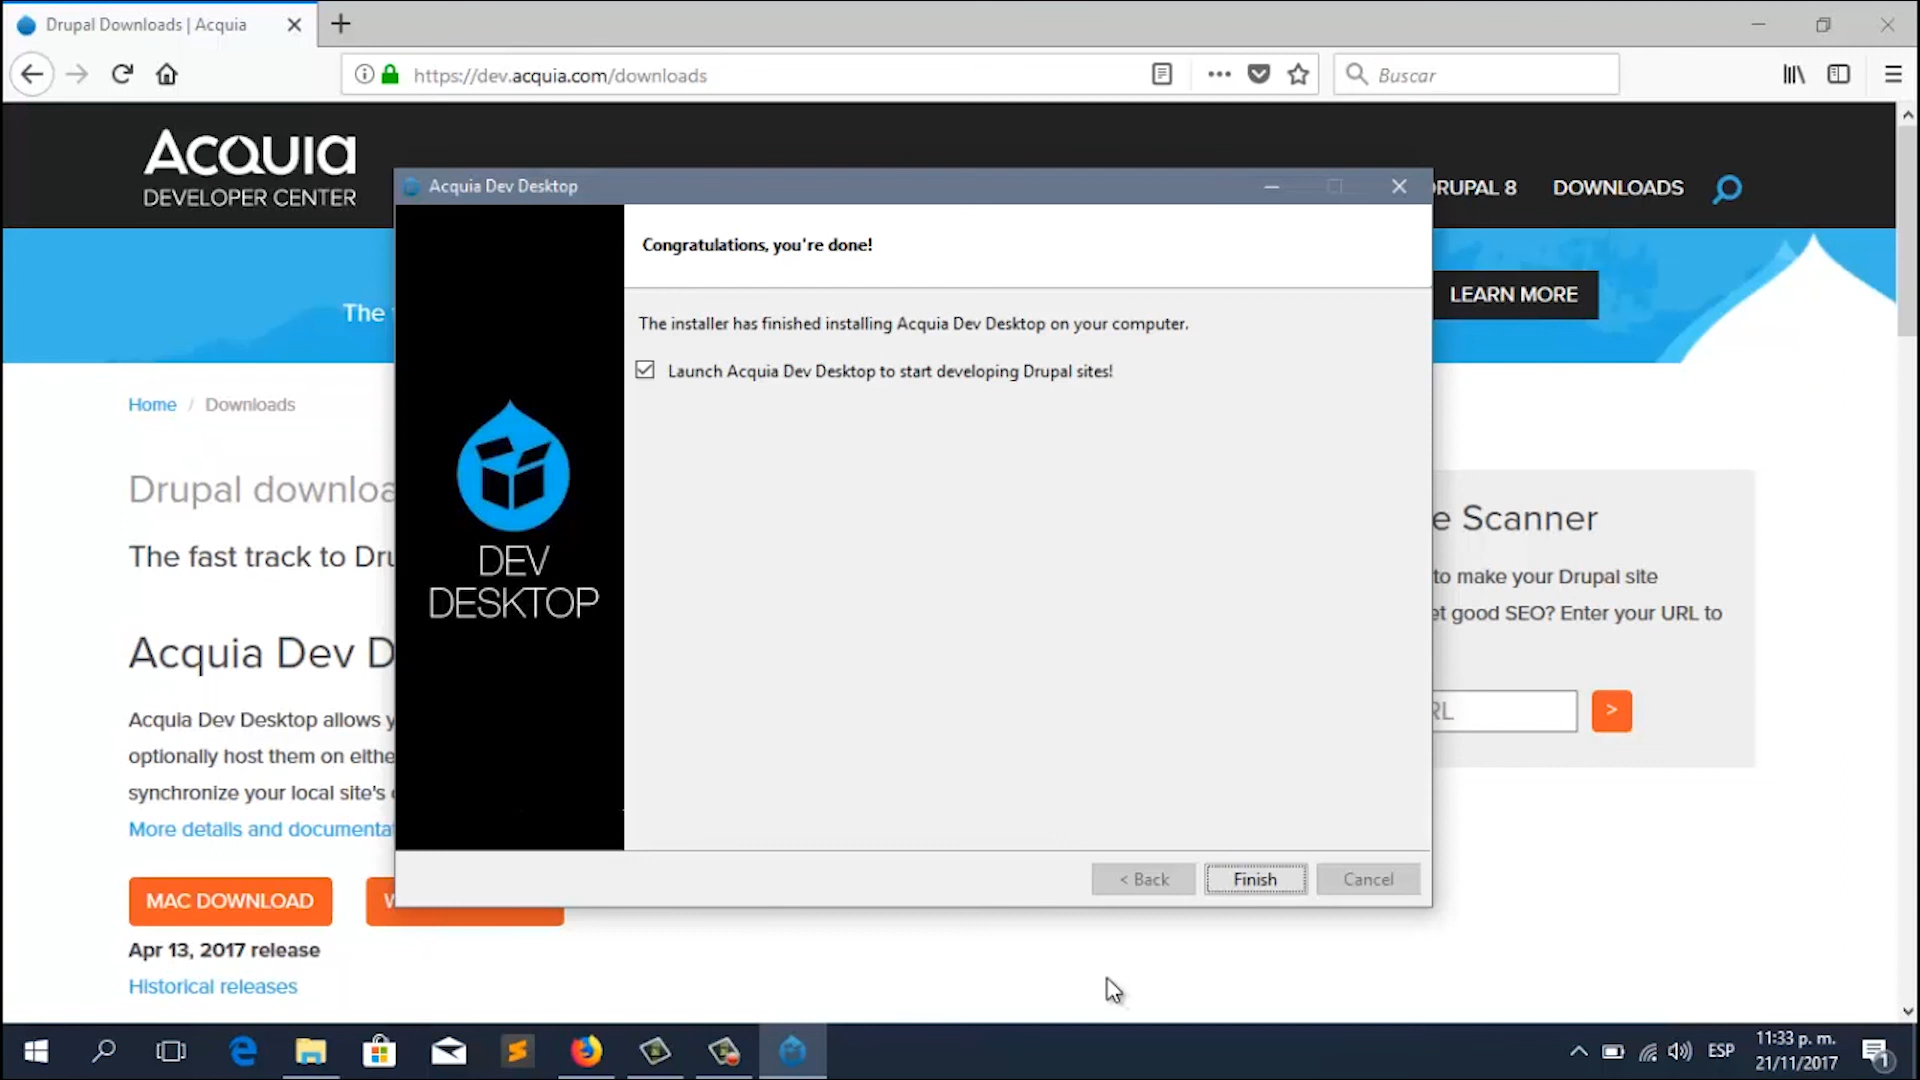 Drupal Downloads | Acquia
https://dev.acquia.com/downloads
Buscar
ACQUIA
DEVELOPER CENTER
DRUPAL 8
DOWNLOADS
The
LEARN MORE
Acquia Dev Desktop
Congratulations, you're done!
The installer has finished installing Acquia Dev Desktop on your computer.
Launch Acquia Dev Desktop to start developing Drupal sites!
DEV
DESKTOP
< Back
Finish
Cancel
Home / Downloads
Drupal downloa
The fast track to Dru
Acquia Dev D
Acquia Dev Desktop allows y
optionally host them on eithe
synchronize your local site's
More details and documenta
MAC DOWNLOAD
W
Apr 13, 2017 release
Historical releases
e Scanner
to make your Drupal site
et good SEO? Enter your URL to
RL
>
ESP
11:33 p. m.
21/11/2017
1